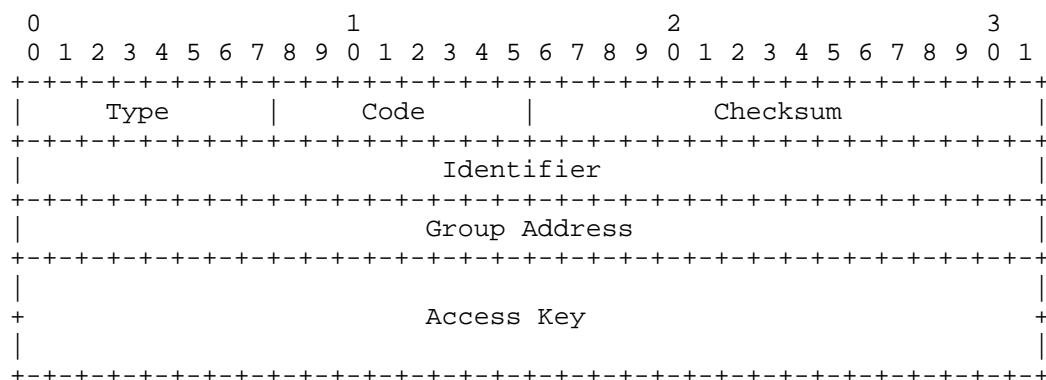 0                   1                   2                   3
 0 1 2 3 4 5 6 7 8 9 0 1 2 3 4 5 6 7 8 9 0 1 2 3 4 5 6 7 8 9 0 1
+-+-+-+-+-+-+-+-+-+-+-+-+-+-+-+-+-+-+-+-+-+-+-+-+-+-+-+-+-+-+-+-+
|     Type      |     Code      |           Checksum            |
+-+-+-+-+-+-+-+-+-+-+-+-+-+-+-+-+-+-+-+-+-+-+-+-+-+-+-+-+-+-+-+-+
|                          Identifier                           |
+-+-+-+-+-+-+-+-+-+-+-+-+-+-+-+-+-+-+-+-+-+-+-+-+-+-+-+-+-+-+-+-+
|                         Group Address                         |
+-+-+-+-+-+-+-+-+-+-+-+-+-+-+-+-+-+-+-+-+-+-+-+-+-+-+-+-+-+-+-+-+
|                                                               |
+                         Access Key                            +
|                                                               |
+-+-+-+-+-+-+-+-+-+-+-+-+-+-+-+-+-+-+-+-+-+-+-+-+-+-+-+-+-+-+-+-+